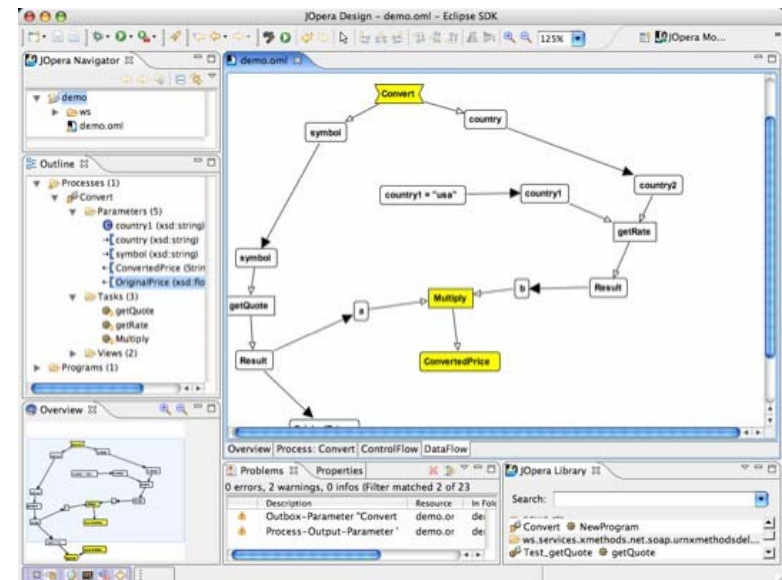 JOpera Design – demo.oml – Eclipse SDK
125%
JOpera Mo...
JOpera Navigator
demo
ws
demo.oml
Outline
Processes (1)
Convert
Parameters (5)
country1 (xsd:string)
country (xsd:string)
symbol (xsd:string)
ConvertedPrice (Strin
OriginalPrice (xsd:flo
Tasks (3)
getQuote
getRate
Multiply
Views (2)
Programs (1)
Overview
demo.oml
Convert
symbol
country
country2
country1 = "usa"
country1
getRate
symbol
getQuote
a
Multiply
b
Result
Result
ConvertedPrice
Overview Process: Convert ControlFlow DataFlow
Problems Properties
0 errors, 2 warnings, 0 infos (Filter matched 2 of 23
Description Resource In Fold
Outbox-Parameter "Convert demo.or de
Process-Output-Parameter ' demo.or de
JOpera Library
Search:
Convert NewProgram
ws.services.xmethods.net.soap.urnxmethodsdel...
Test_getQuote getQuote